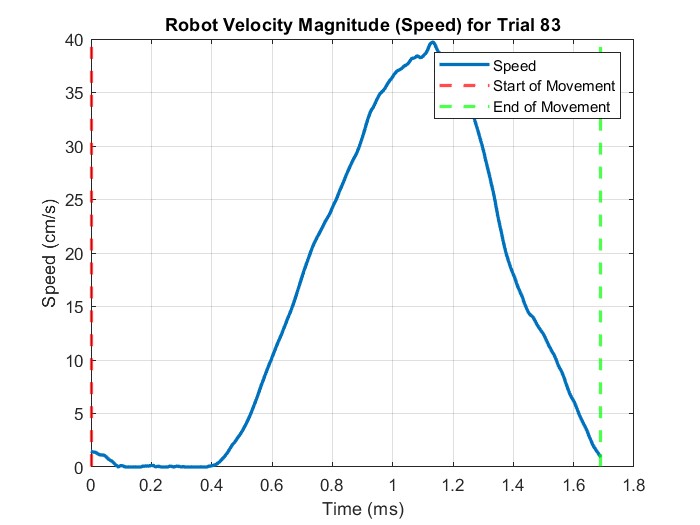 Robot Velocity Magnitude (Speed) for Trial 83
40
35
30
25
20
15
10
5
0
Speed (cm/s)
Speed
Start of Movement
End of Movement
0 0.2 0.4 0.6 0.8 1 1.2 1.4 1.6 1.8
Time (ms)